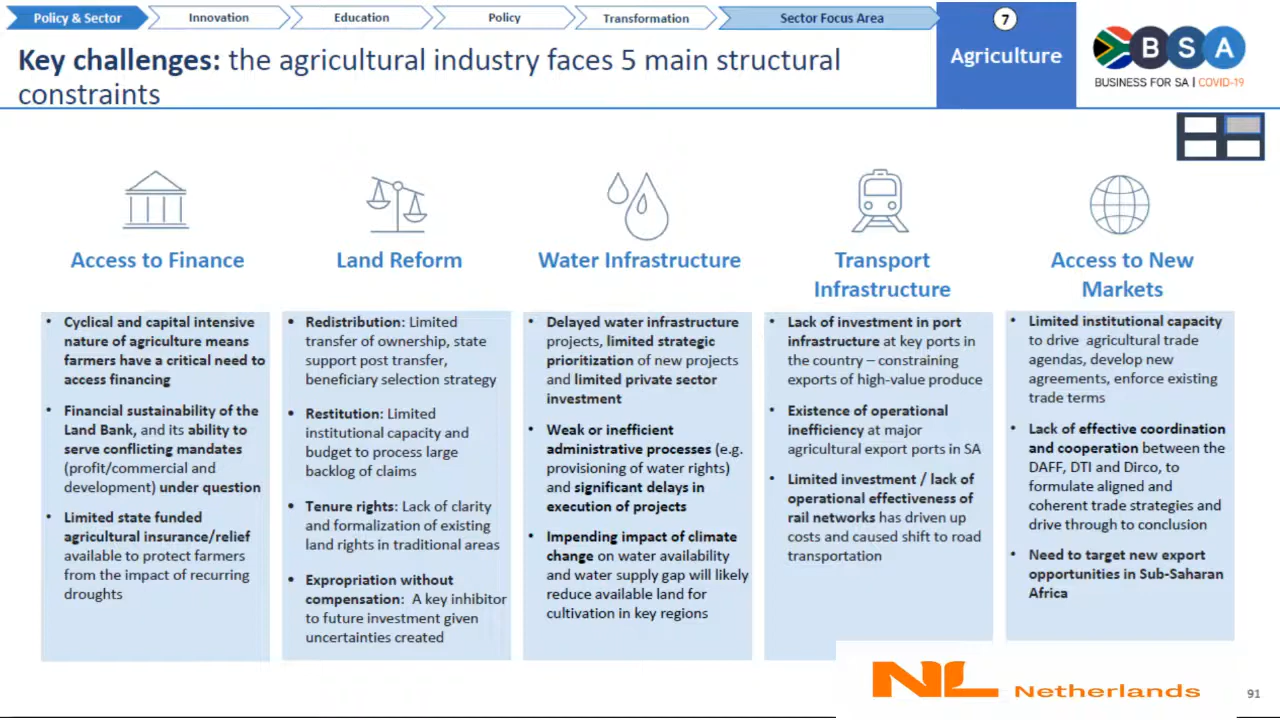 Policy & Sector
Innovation
Education
Policy
Transformation
Sector Focus Area
7
Agriculture
B S A
BUSINESS FOR SA | COVID-19
Key challenges: the agricultural industry faces 5 main structural
constraints
Access to Finance
• Cyclical and capital intensive
nature of agriculture means
farmers have a critical need to
access financing
• Financial sustainability of the
Land Bank, and its ability to
serve conflicting mandates
(profit/commercial and
development) under question
• Limited state funded
agricultural insurance/relief
available to protect farmers
from the impact of recurring
droughts
Land Reform
• Redistribution: Limited
transfer of ownership, state
support post transfer,
beneficiary selection strategy
• Restitution: Limited
institutional capacity and
budget to process large
backlog of claims
• Tenure rights: Lack of clarity
and formalization of existing
land rights in traditional areas
• Expropriation without
compensation: A key inhibitor
to future investment given
uncertainties created
Water Infrastructure
• Delayed water infrastructure
projects, limited strategic
prioritization of new projects
and limited private sector
investment
• Weak or inefficient
administrative processes (e.g.
provisioning of water rights)
and significant delays in
execution of projects
• Impending impact of climate
change on water availability
and water supply gap will likely
reduce available land for
cultivation in key regions
Transport
Infrastructure
• Lack of investment in port
infrastructure at key ports in
the country – constraining
exports of high-value produce
• Existence of operational
inefficiency at major
agricultural export ports in SA
• Limited investment / lack of
operational effectiveness of
rail networks has driven up
costs and caused shift to road
transportation
Access to New
Markets
• Limited institutional capacity
to drive agricultural trade
agendas, develop new
agreements, enforce existing
trade terms
• Lack of effective coordination
and cooperation between the
DAFF, DTI and Dirco, to
formulate aligned and
coherent trade strategies and
drive through to conclusion
• Need to target new export
opportunities in Sub-Saharan
Africa
NL Netherlands
91